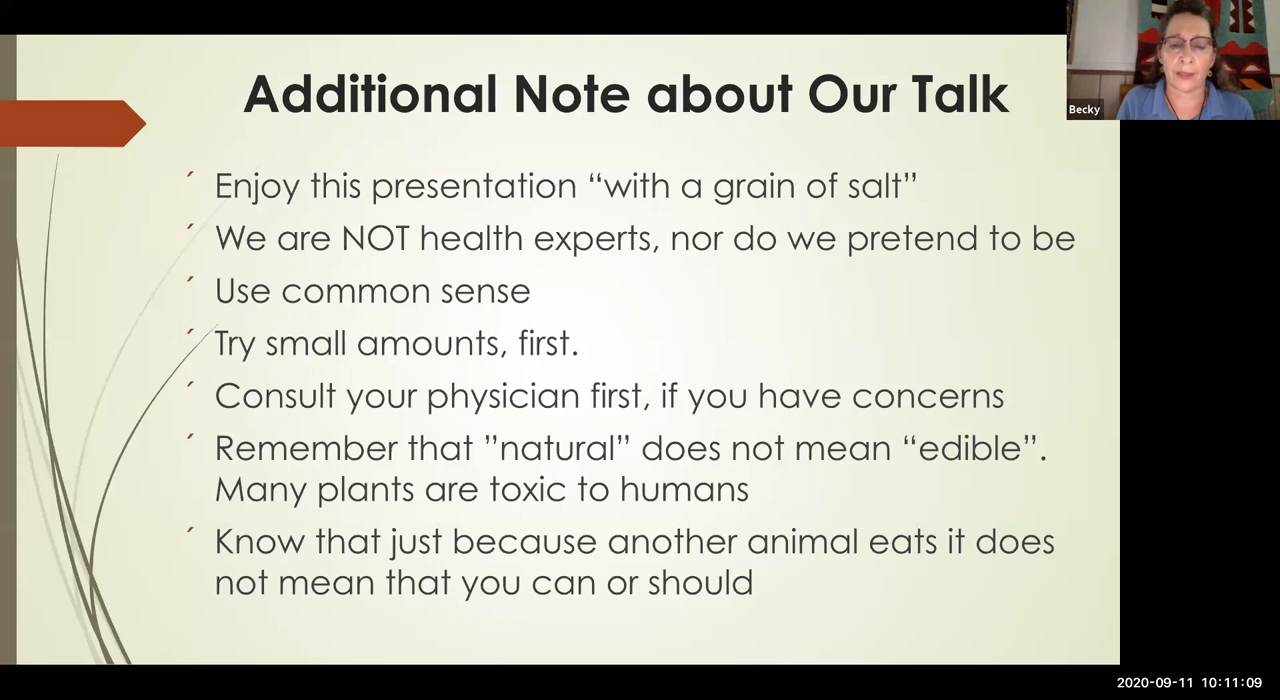 Additional Note about Our Talk
Becky
Enjoy this presentation “with a grain of salt”
We are NOT health experts, nor do we pretend to be
Use common sense
Try small amounts, first.
Consult your physician first, if you have concerns
Remember that ”natural” does not mean “edible”.
Many plants are toxic to humans
Know that just because another animal eats it does
not mean that you can or should
2020-09-11 10:11:09